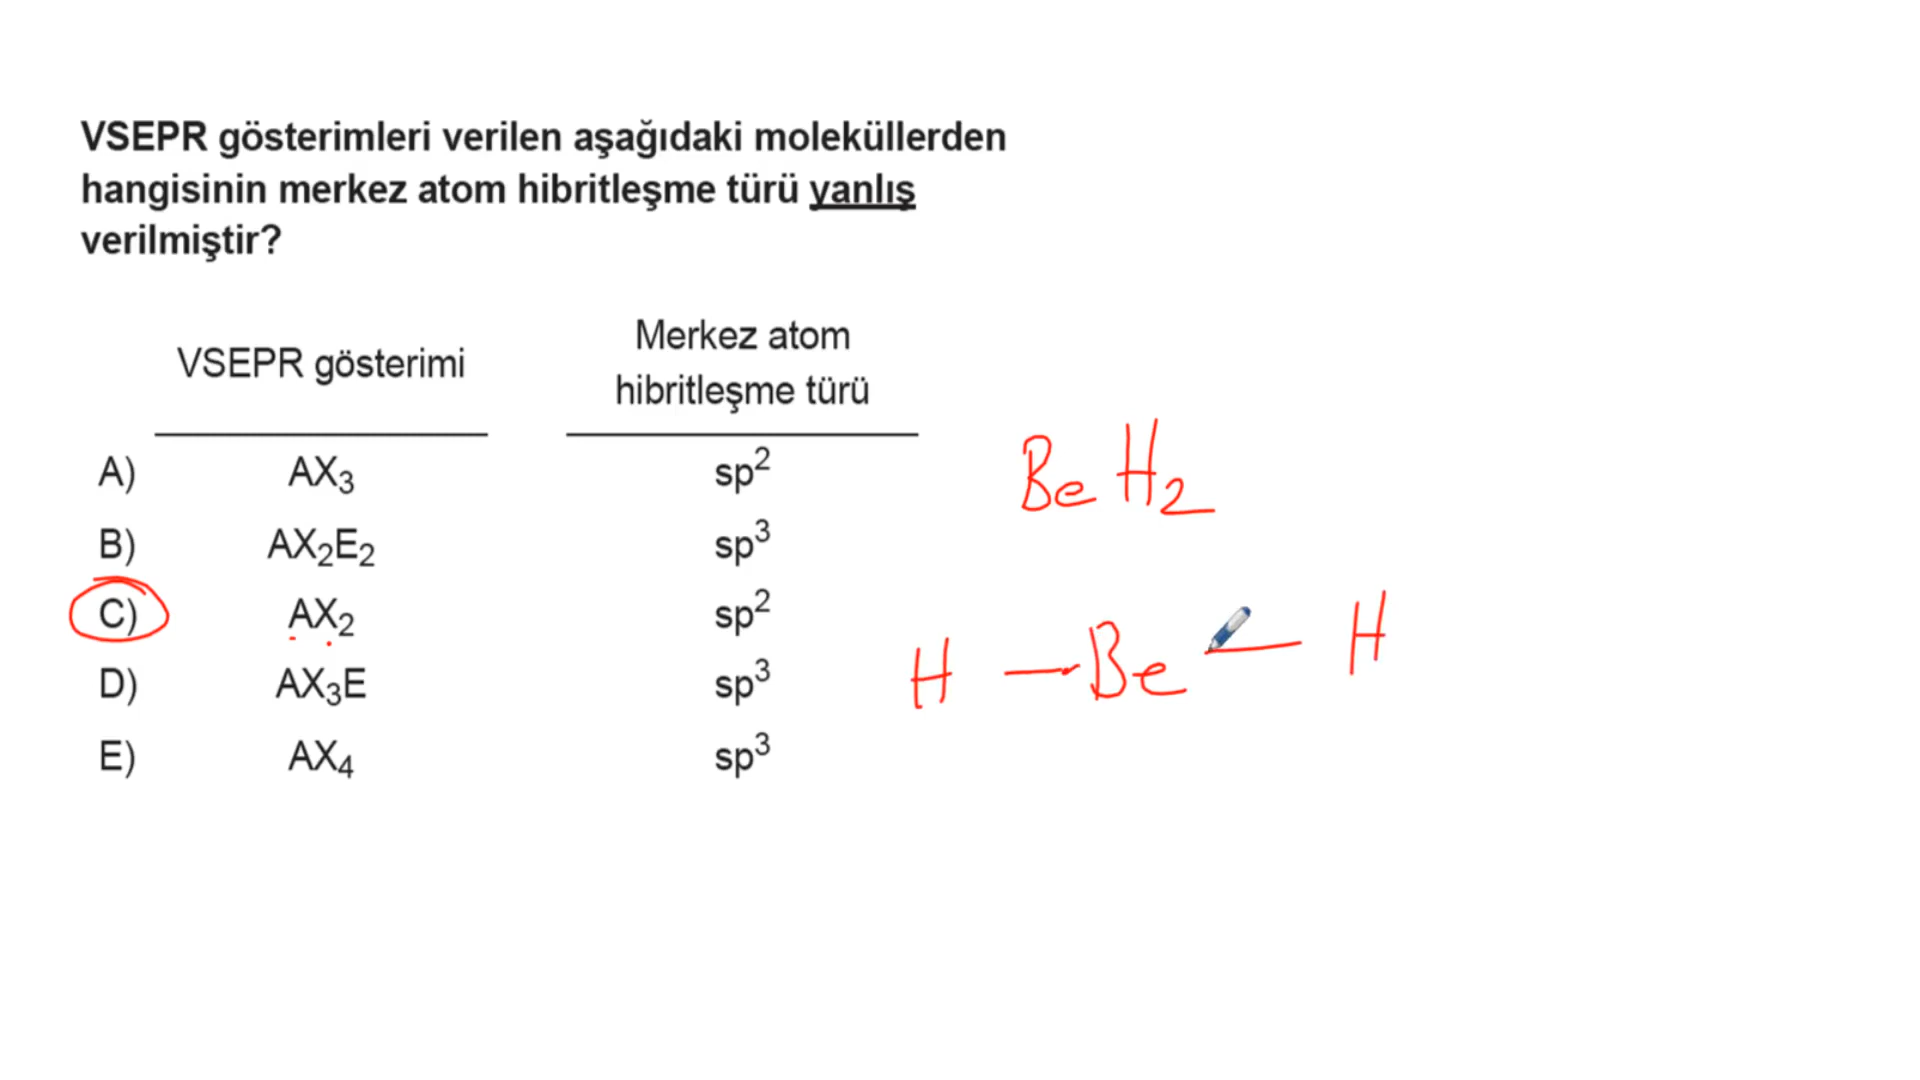 VSEPR gösterimleri verilen aşağıdaki moleküllerden
hangisinin merkez atom hibritleşme türü yanlış
verilmiştir?
VSEPR gösterimi
Merkez atom
hibritleşme türü
A) AX₃ sp²
B) AX₂E₂ sp³
C) AX₂ sp²
D) AX₃E sp³
E) AX₄ sp³
BeH₂
H — Be — H